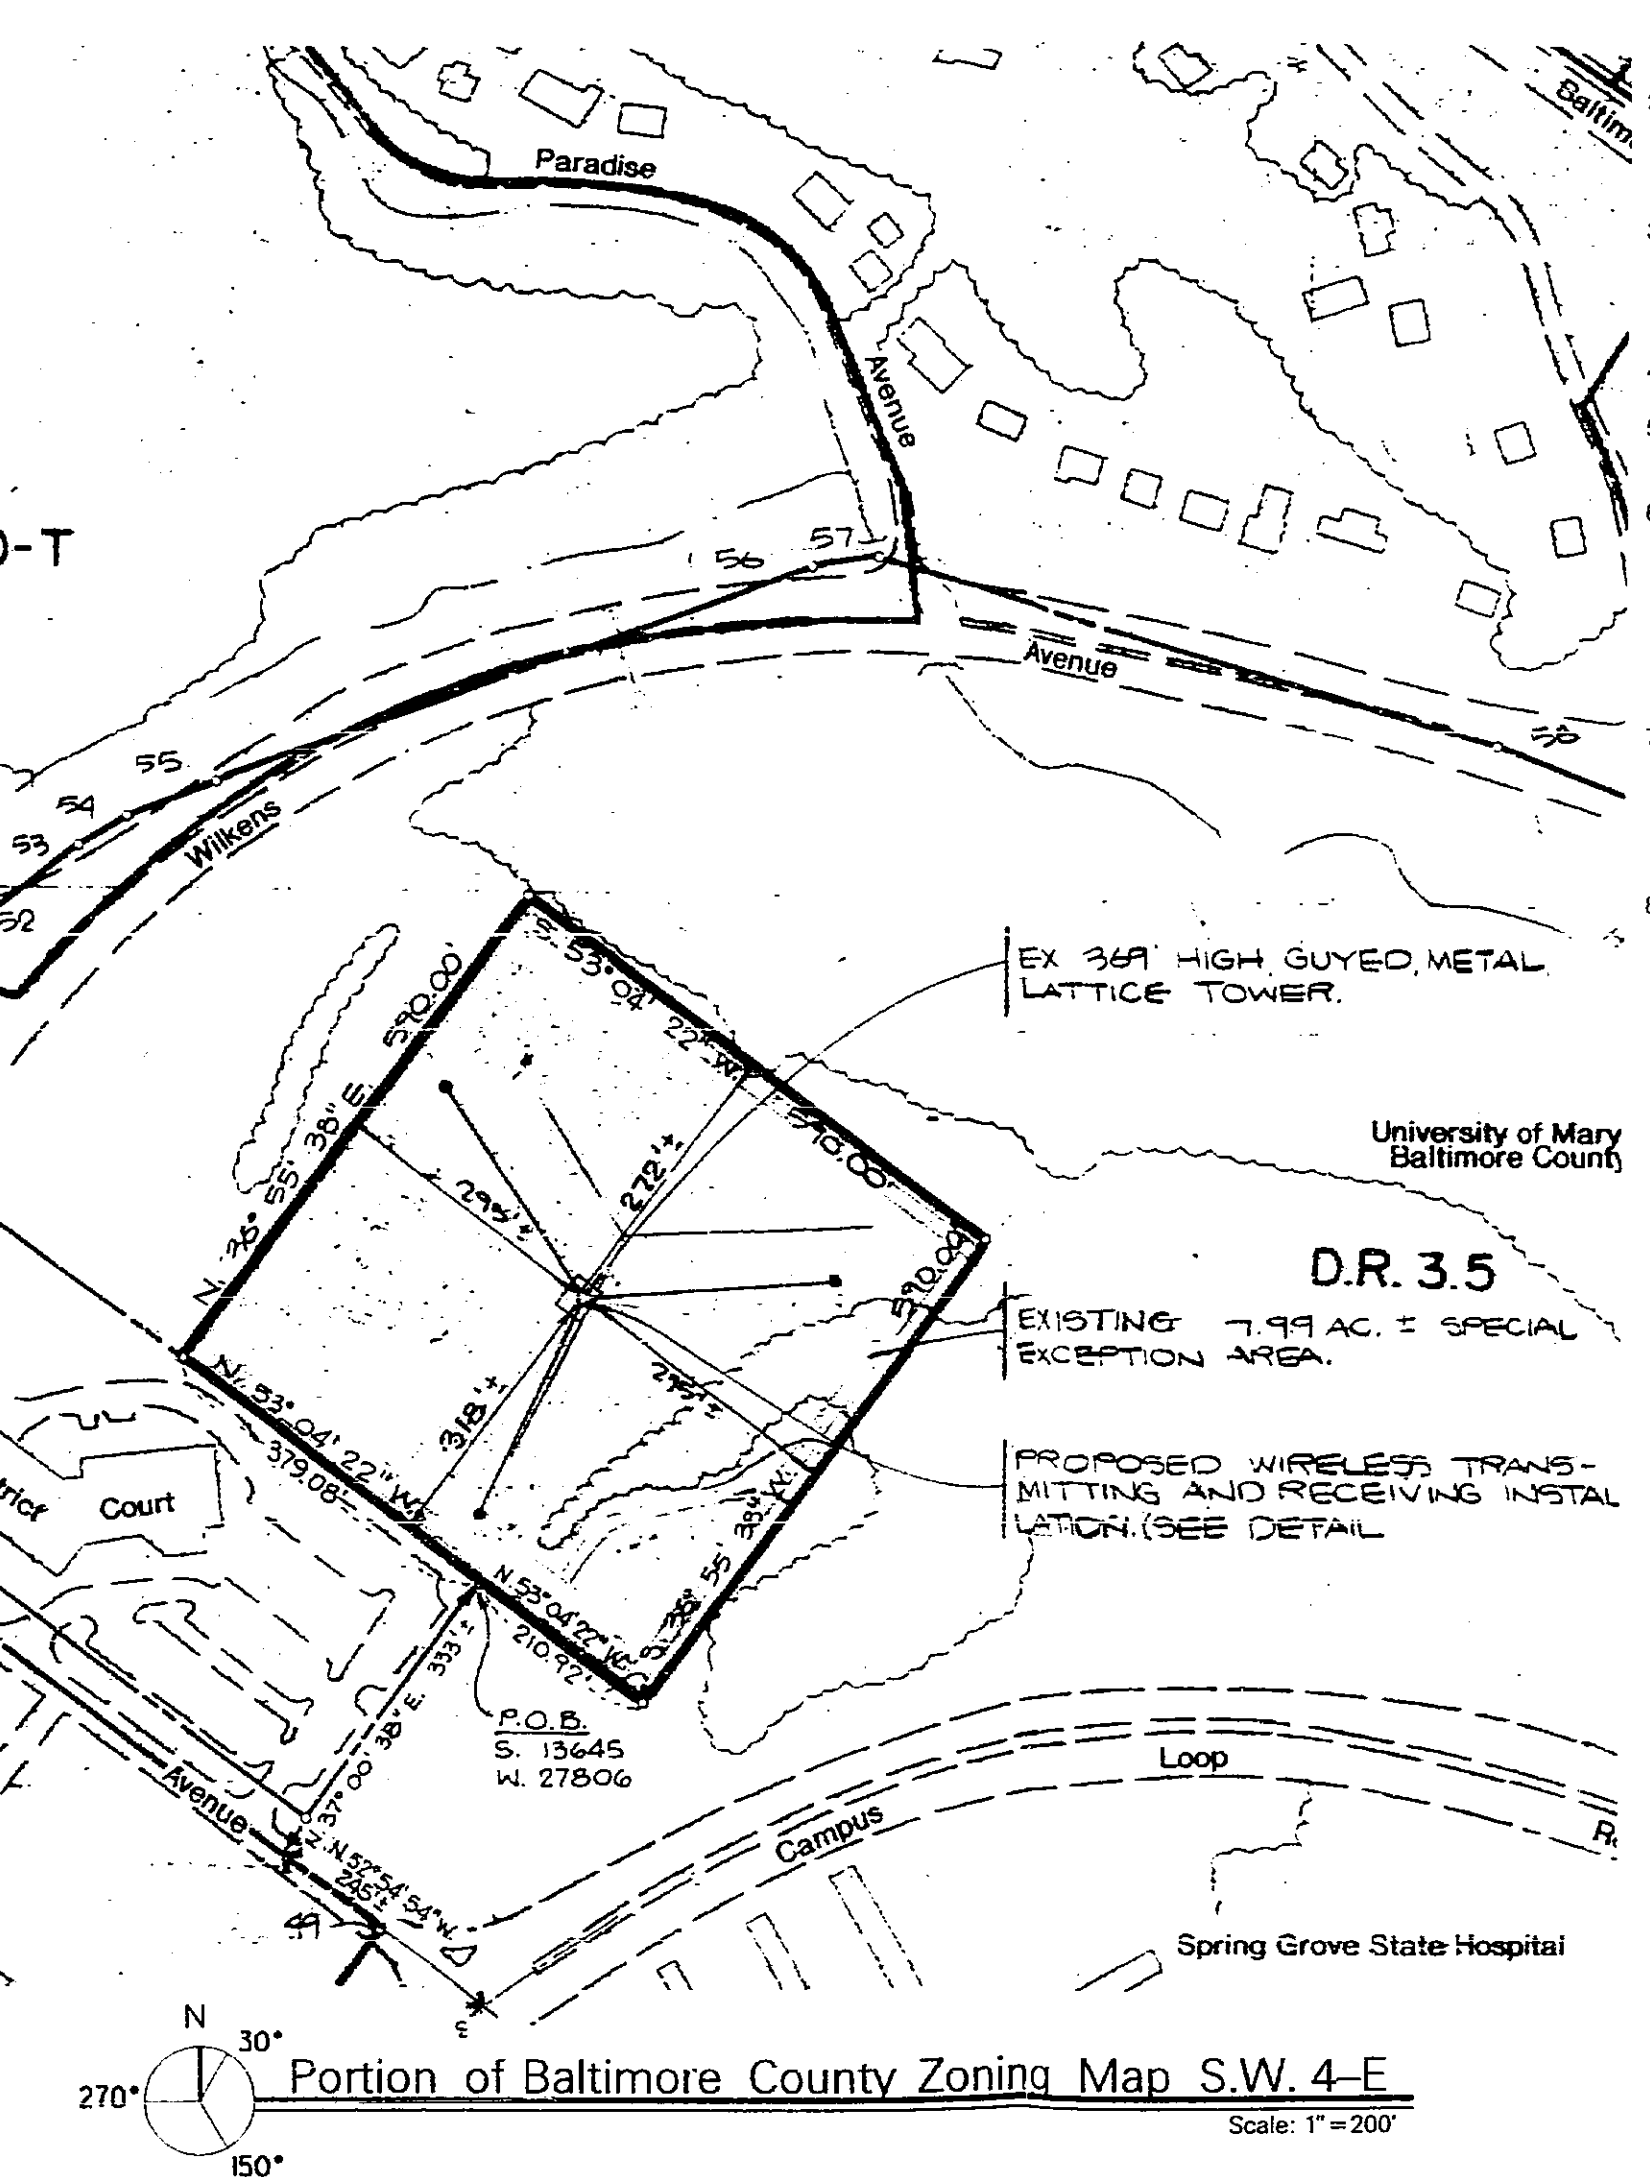 Baltim
Paradise
Avenue
-T
57
56
Avenue
55
54
53
52
58
Wilkens
590.00'
S. 53° 04' 22" W.
EX 369' HIGH, GUYED, METAL
LATTICE TOWER.
590.00'
University of Mary
Baltimore County
N. 36° 55' 38" E.
272'±
295'±
D.R. 3.5
590.00'
EXISTING 7.99 AC. ± SPECIAL
EXCEPTION AREA.
N. 53° 04' 22" W.
379.08'
318'±
295'±
PROPOSED WIRELESS TRANS-
MITTING AND RECEIVING INSTAL
LATION. (SEE DETAIL
trict Court
S. 36° 55' 38" W.
N. 53° 04' 22" W.
210.92'
333'±
37° 00' 38" E.
P.O.B.
S. 13645
W. 27806
Loop
Avenue
Campus
R
N. 52° 54' 54" W.
245'±
49
Spring Grove State Hospital
N
30°
270°
150°
Portion of Baltimore County Zoning Map S.W. 4-E
Scale: 1" = 200'